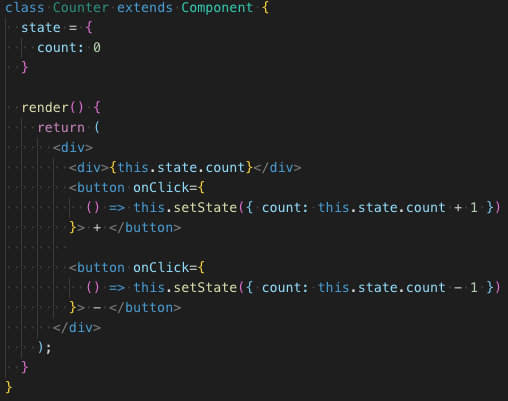 class Counter extends Component {
  state = {
    count: 0
  }

  render() {
    return (
      <div>
        <div>{this.state.count}</div>
        <button onClick={
          () => this.setState({ count: this.state.count + 1 })
        }> + </button>

        <button onClick={
          () => this.setState({ count: this.state.count - 1 })
        }> - </button>
      </div>
    );
  }
}